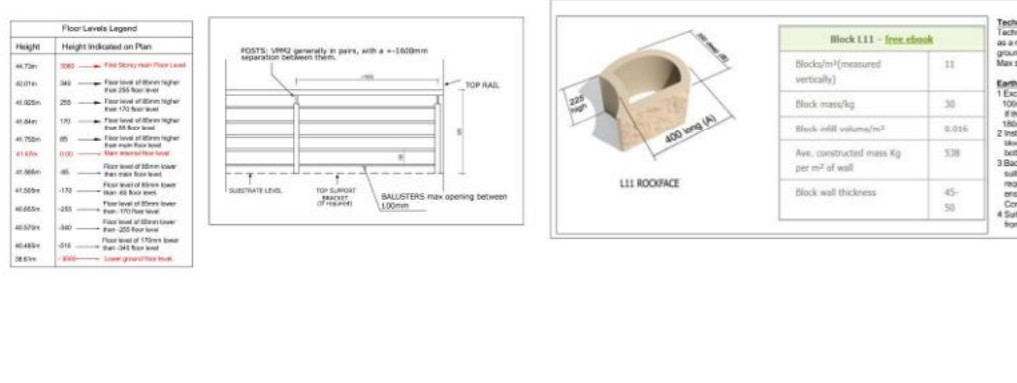 Floor Levels Legend
Height Height Indicated on Plan
44.73m 3060 First Storey main Floor Level
42.01m 340 Floor level of 85mm higher
than 255 floor level
41.925m 255 Floor level of 85mm higher
than 170 floor level
41.84m 170 Floor level of 85mm higher
than 85 floor level
41.755m 85 Floor level of 85mm higher
than main floor level
41.67m 0.00 Main internal floor level
-85 Floor level of 85mm lower
than main floor level
41.500m -170 Floor level of 85mm lower
than -85 floor level
-255 Floor level of 85mm lower
than -170 floor level
-340 Floor level of 85mm lower
than -255 floor level
-510 Floor level of 170mm lower
than -340 floor level
38.61m Lower ground floor level
POSTS: VPM2 generally in pairs, with a +-1600mm
separation between them.
TOP RAIL
SUBSTRATE LEVEL
TOP SUPPORT
BRACKET
(if required)
BALUSTERS max opening between
100mm
225
high
400 long (A)
L11 ROCKFACE
Block L11 – free ebook
Blocks/m²(measured
vertically) 11
Block mass/kg 30
Block infill volume/m³ 0.016
Ave. constructed mass Kg
per m² of wall 538
Block wall thickness 45-
50